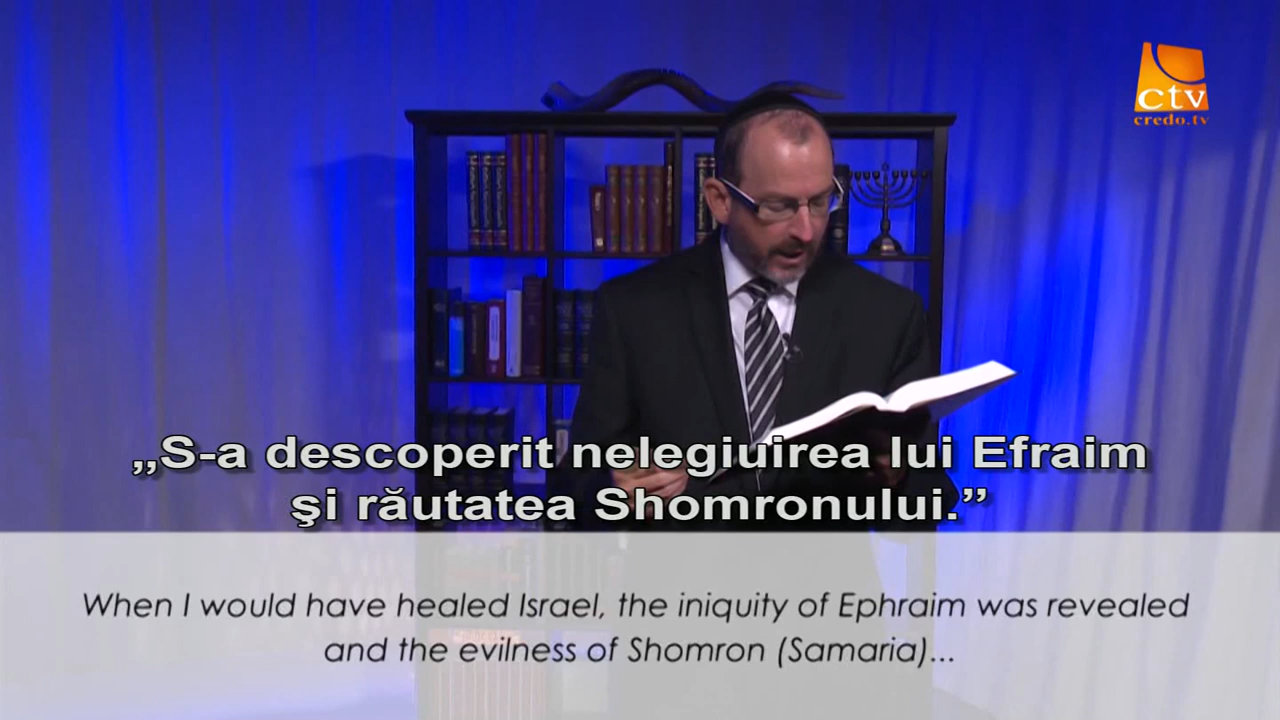 ctv
credo.tv
„S-a descoperit nelegiuirea lui Efraim
şi răutatea Shomronului.”
When I would have healed Israel, the iniquity of Ephraim was revealed
and the evilness of Shomron (Samaria)...